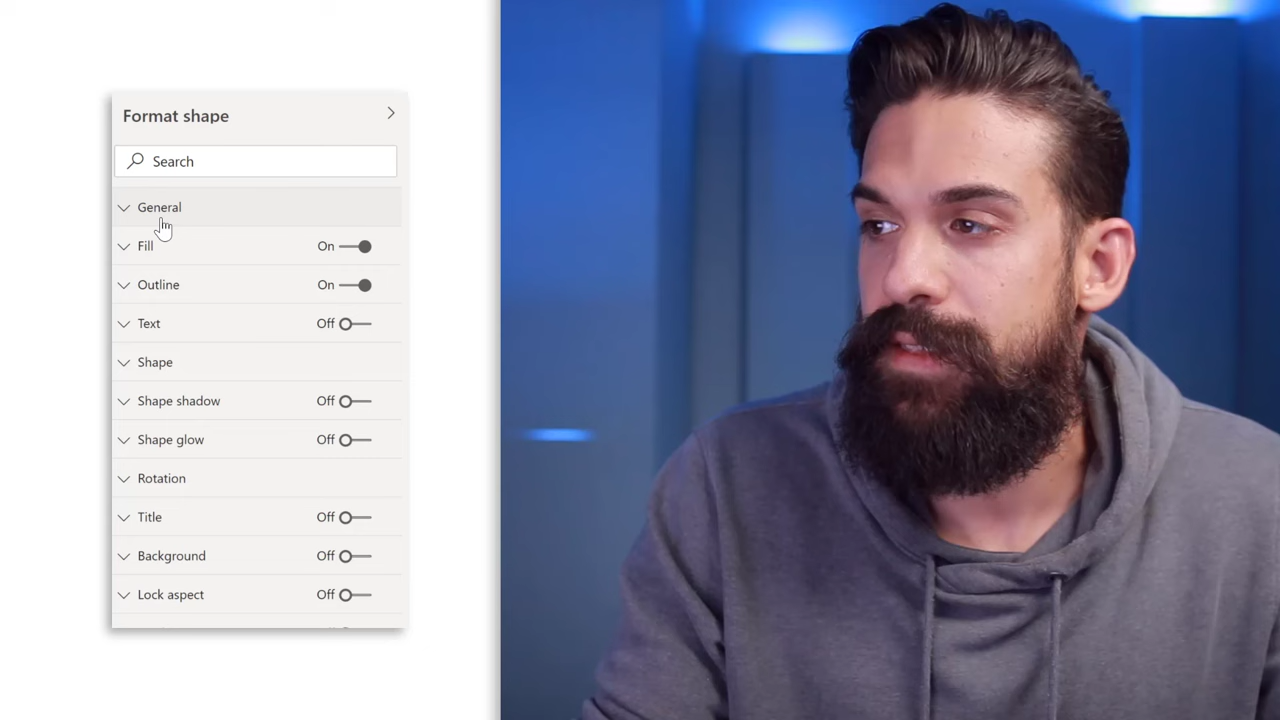 Format shape
Search
General
Fill On
Outline On
Text Off
Shape
Shape shadow Off
Shape glow Off
Rotation
Title Off
Background Off
Lock aspect Off